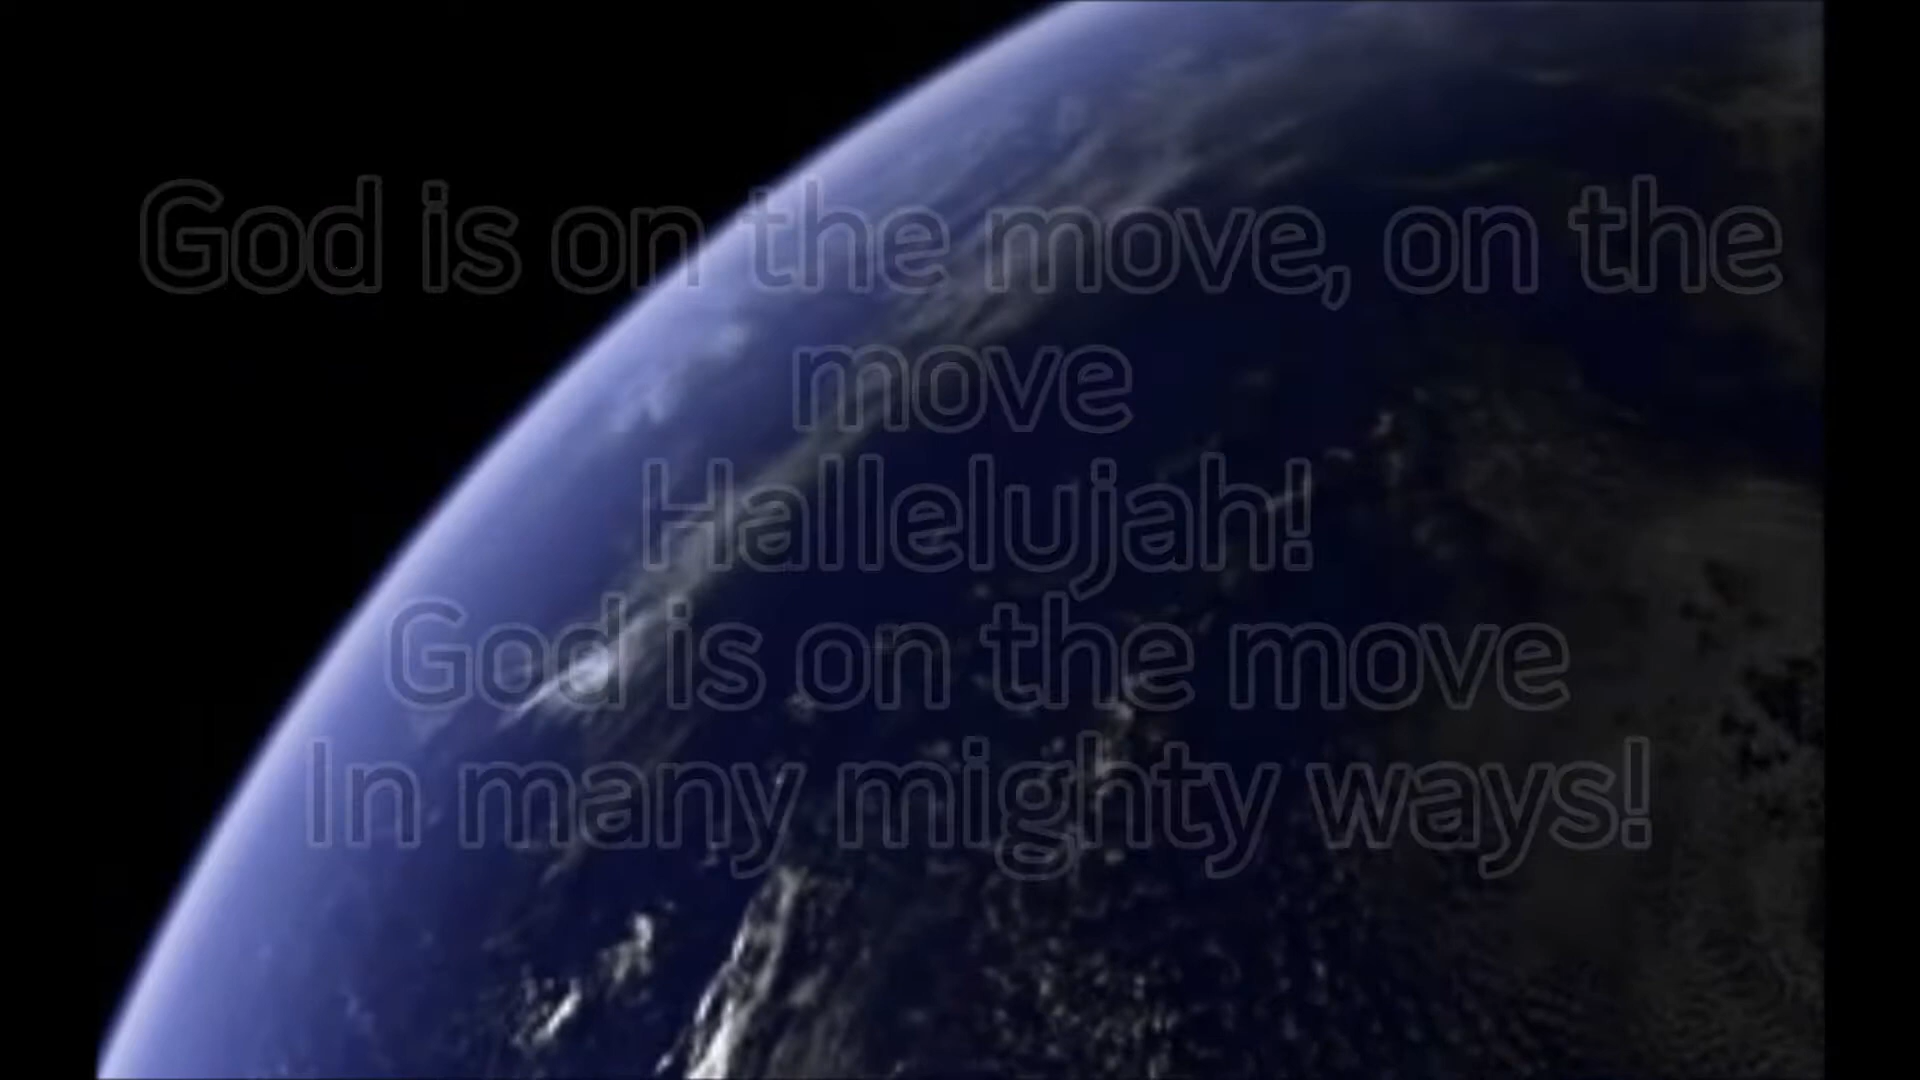 God is on the move, on the
move
Hallelujah!
God is on the move
In many mighty ways!